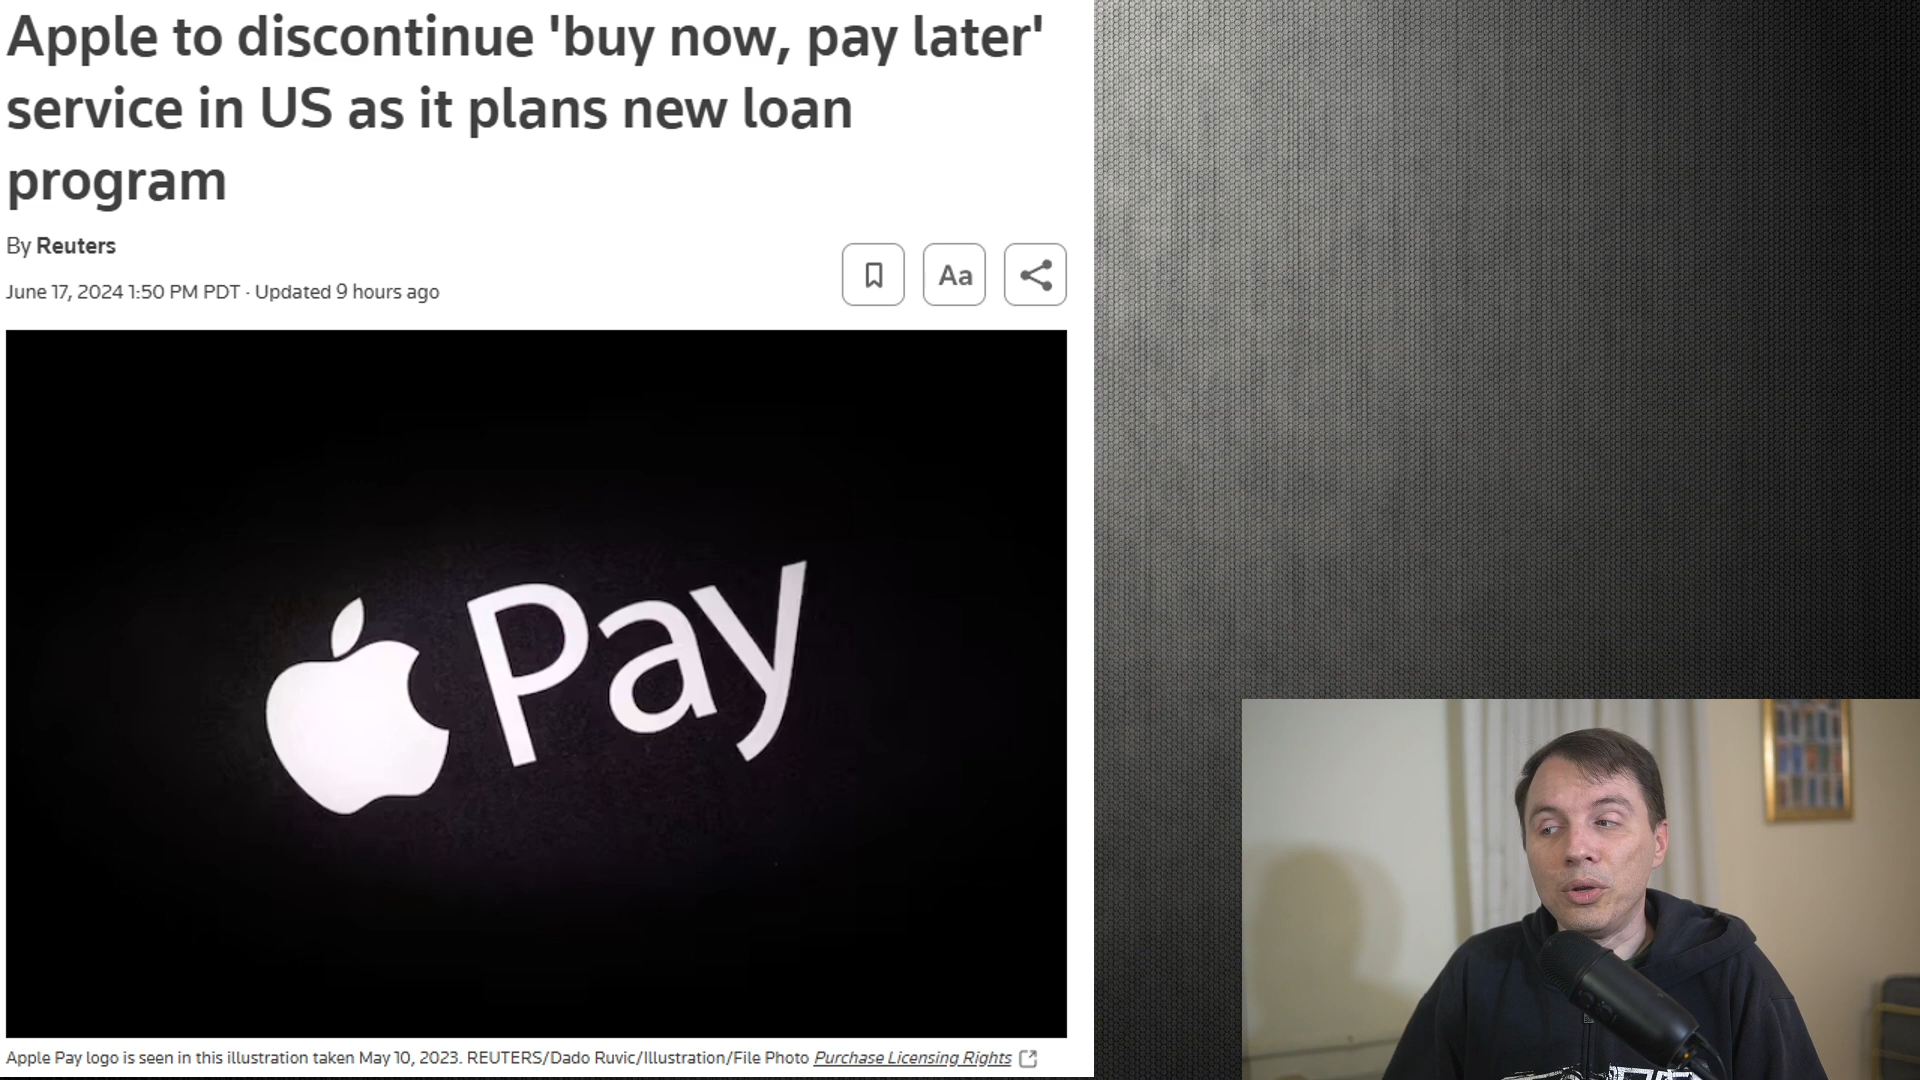 Apple to discontinue 'buy now, pay later'
service in US as it plans new loan
program
By Reuters
June 17, 2024 1:50 PM PDT · Updated 9 hours ago
Aa
Pay
Apple Pay logo is seen in this illustration taken May 10, 2023. REUTERS/Dado Ruvic/Illustration/File Photo Purchase Licensing Rights